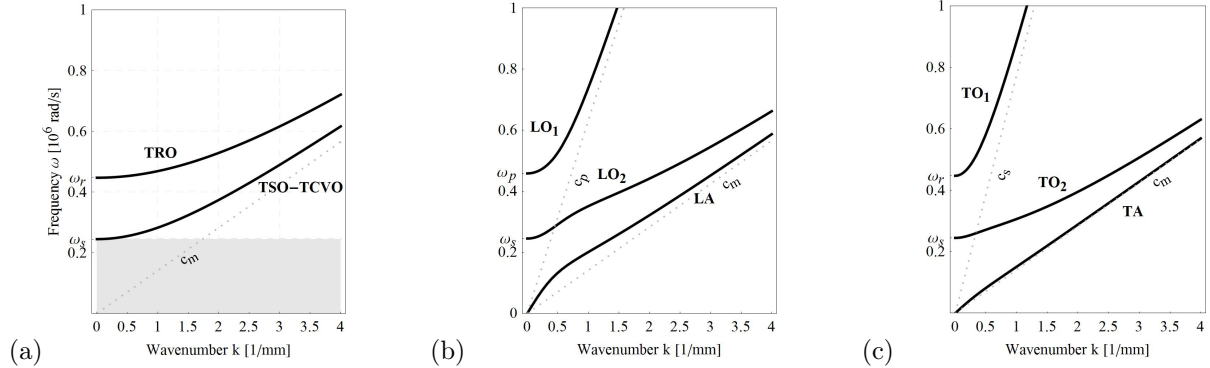 1
0.8
0.6
ω_r
0.4
ω_s
0.2
Frequency ω [10⁶ rad/s]
TRO
TSO–TCVO
c_m
0 0.5 1 1.5 2 2.5 3 3.5 4
Wavenumber k [1/mm]
(a)
1
0.8
0.6
ω_p
0.4
ω_s
0.2
0
LO₁
c_p
LO₂
LA
c_m
0 0.5 1 1.5 2 2.5 3 3.5 4
Wavenumber k [1/mm]
(b)
1
0.8
0.6
ω_r
0.4
ω_s
0.2
0
TO₁
c_s
TO₂
c_m
TA
0 0.5 1 1.5 2 2.5 3 3.5 4
Wavenumber k [1/mm]
(c)